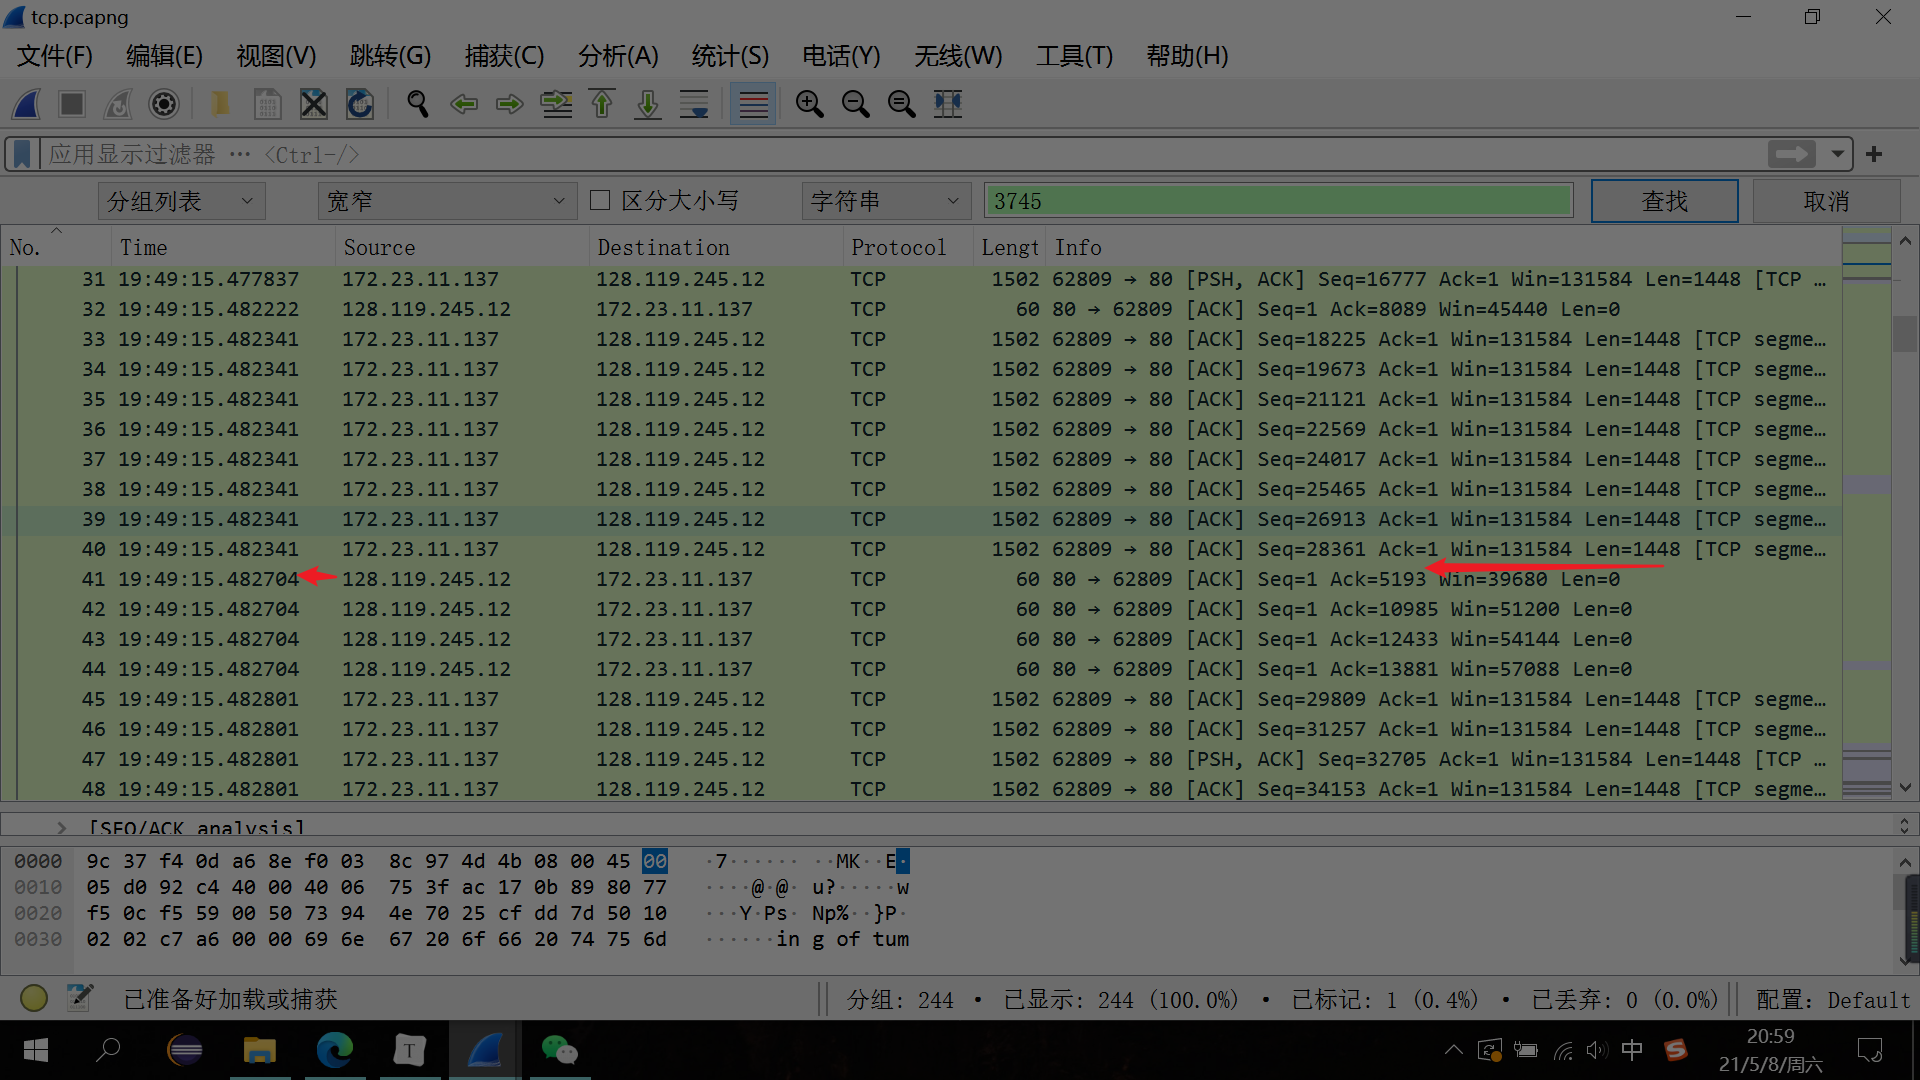 tcp.pcapng
文件(F) 编辑(E) 视图(V) 跳转(G) 捕获(C) 分析(A) 统计(S) 电话(Y) 无线(W) 工具(T) 帮助(H)
应用显示过滤器 … <Ctrl-/>
分组列表 宽窄 区分大小写 字符串 3745 查找 取消
No. Time Source Destination Protocol Lengt Info
31 19:49:15.477837 172.23.11.137 128.119.245.12 TCP 1502 62809 → 80 [PSH, ACK] Seq=16777 Ack=1 Win=131584 Len=1448 [TCP …
32 19:49:15.482222 128.119.245.12 172.23.11.137 TCP 60 80 → 62809 [ACK] Seq=1 Ack=8089 Win=45440 Len=0
33 19:49:15.482341 172.23.11.137 128.119.245.12 TCP 1502 62809 → 80 [ACK] Seq=18225 Ack=1 Win=131584 Len=1448 [TCP segme…
34 19:49:15.482341 172.23.11.137 128.119.245.12 TCP 1502 62809 → 80 [ACK] Seq=19673 Ack=1 Win=131584 Len=1448 [TCP segme…
35 19:49:15.482341 172.23.11.137 128.119.245.12 TCP 1502 62809 → 80 [ACK] Seq=21121 Ack=1 Win=131584 Len=1448 [TCP segme…
36 19:49:15.482341 172.23.11.137 128.119.245.12 TCP 1502 62809 → 80 [ACK] Seq=22569 Ack=1 Win=131584 Len=1448 [TCP segme…
37 19:49:15.482341 172.23.11.137 128.119.245.12 TCP 1502 62809 → 80 [ACK] Seq=24017 Ack=1 Win=131584 Len=1448 [TCP segme…
38 19:49:15.482341 172.23.11.137 128.119.245.12 TCP 1502 62809 → 80 [ACK] Seq=25465 Ack=1 Win=131584 Len=1448 [TCP segme…
39 19:49:15.482341 172.23.11.137 128.119.245.12 TCP 1502 62809 → 80 [ACK] Seq=26913 Ack=1 Win=131584 Len=1448 [TCP segme…
40 19:49:15.482341 172.23.11.137 128.119.245.12 TCP 1502 62809 → 80 [ACK] Seq=28361 Ack=1 Win=131584 Len=1448 [TCP segme…
41 19:49:15.482704 128.119.245.12 172.23.11.137 TCP 60 80 → 62809 [ACK] Seq=1 Ack=5193 Win=39680 Len=0
42 19:49:15.482704 128.119.245.12 172.23.11.137 TCP 60 80 → 62809 [ACK] Seq=1 Ack=10985 Win=51200 Len=0
43 19:49:15.482704 128.119.245.12 172.23.11.137 TCP 60 80 → 62809 [ACK] Seq=1 Ack=12433 Win=54144 Len=0
44 19:49:15.482704 128.119.245.12 172.23.11.137 TCP 60 80 → 62809 [ACK] Seq=1 Ack=13881 Win=57088 Len=0
45 19:49:15.482801 172.23.11.137 128.119.245.12 TCP 1502 62809 → 80 [ACK] Seq=29809 Ack=1 Win=131584 Len=1448 [TCP segme…
46 19:49:15.482801 172.23.11.137 128.119.245.12 TCP 1502 62809 → 80 [ACK] Seq=31257 Ack=1 Win=131584 Len=1448 [TCP segme…
47 19:49:15.482801 172.23.11.137 128.119.245.12 TCP 1502 62809 → 80 [PSH, ACK] Seq=32705 Ack=1 Win=131584 Len=1448 [TCP …
48 19:49:15.482801 172.23.11.137 128.119.245.12 TCP 1502 62809 → 80 [ACK] Seq=34153 Ack=1 Win=131584 Len=1448 [TCP segme…
[SEQ/ACK analysis]
0000 9c 37 f4 0d a6 8e f0 03 8c 97 4d 4b 08 00 45 00 ·7······ ··MK··E·
0010 05 d0 92 c4 40 00 40 06 75 3f ac 17 0b 89 80 77 ····@·@· u?·····w
0020 f5 0c f5 59 00 50 73 94 4e 70 25 cf dd 7d 50 10 ···Y·Ps· Np%··}P·
0030 02 02 c7 a6 00 00 69 6e 67 20 6f 66 20 74 75 6d ······in g of tum
已准备好加载或捕获 分组: 244 · 已显示: 244 (100.0%) · 已标记: 1 (0.4%) · 已丢弃: 0 (0.0%) 配置: Default
T 中 S 20:59
21/5/8/周六